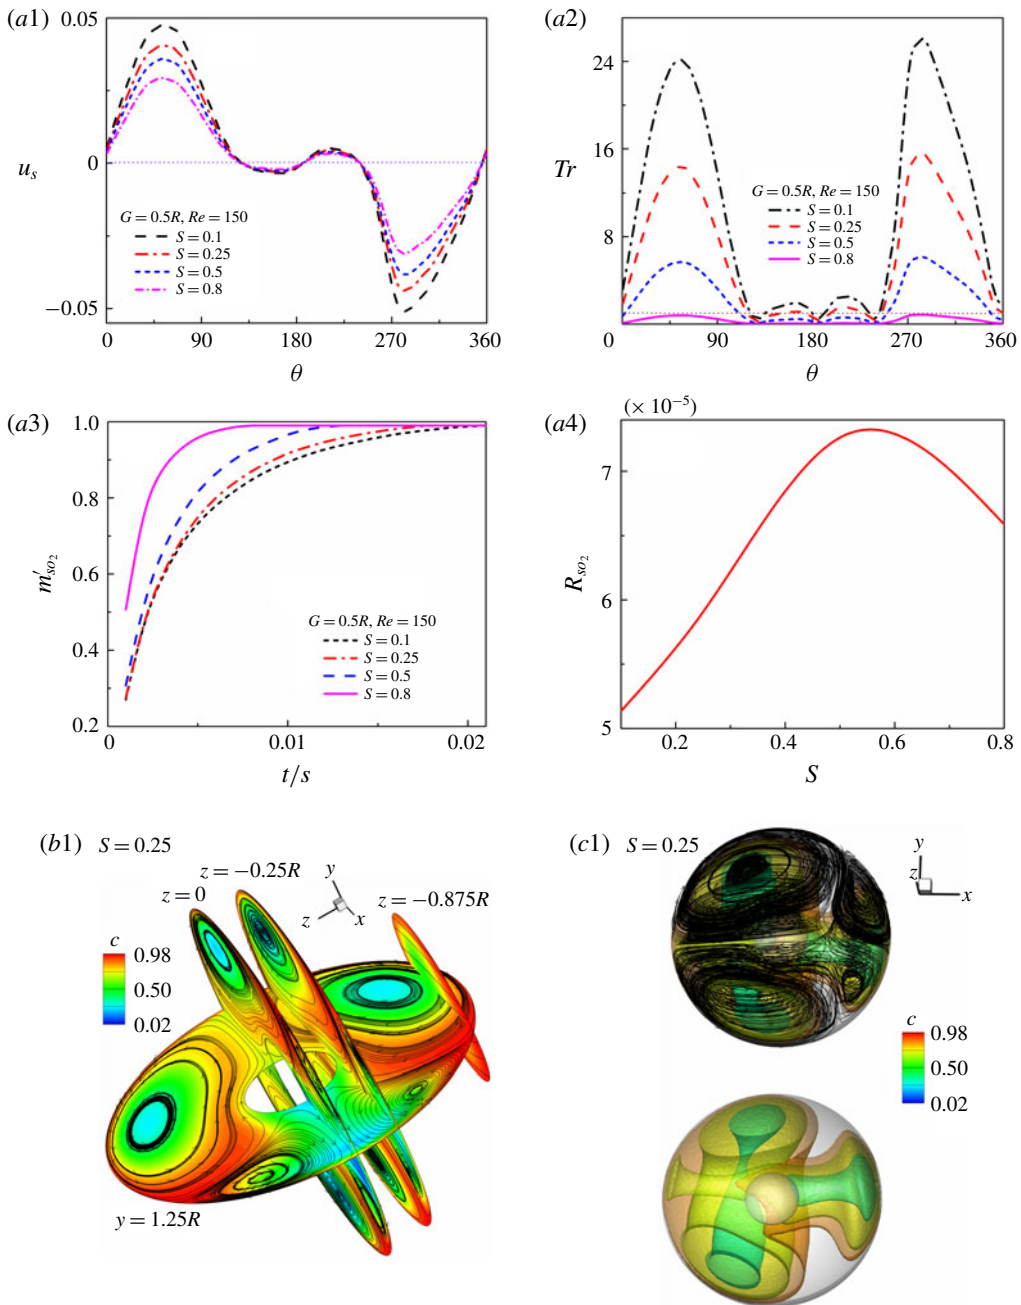 (a1)
0.05
0
−0.05
u_s
G = 0.5R, Re = 150
S = 0.1
S = 0.25
S = 0.5
S = 0.8
0 90 180 270 360
θ
(a2)
24
16
8
Tr
G = 0.5R, Re = 150
S = 0.1
S = 0.25
S = 0.5
S = 0.8
0 90 180 270 360
θ
(a3)
1.0
0.8
0.6
0.4
0.2
m′_{so_2}
G = 0.5R, Re = 150
S = 0.1
S = 0.25
S = 0.5
S = 0.8
0 0.01 0.02
t/s
(a4)
(× 10^{−5})
7
6
5
R_{so_2}
0.2 0.4 0.6 0.8
S
(b1) S = 0.25
z = −0.25R
z = 0
z = −0.875R
y
z
x
c
0.98
0.50
0.02
y = 1.25R
(c1) S = 0.25
y
z
x
c
0.98
0.50
0.02